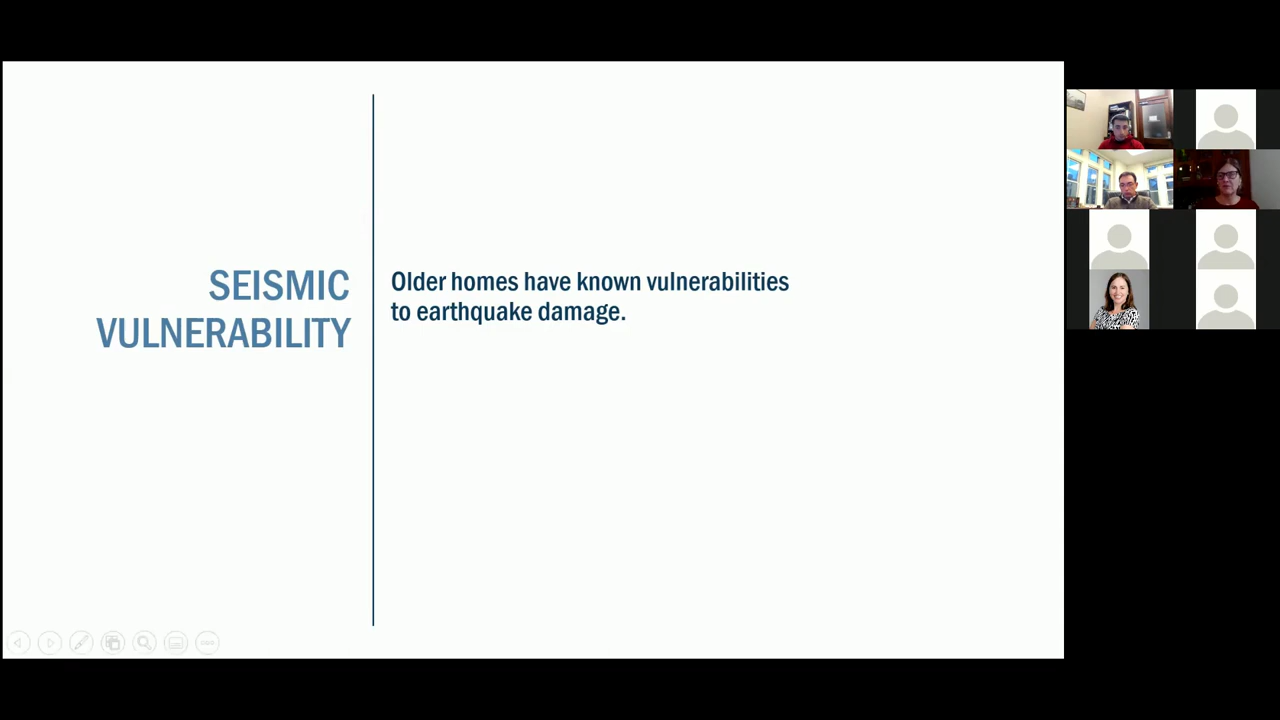 SEISMIC
VULNERABILITY
Older homes have known vulnerabilities
to earthquake damage.